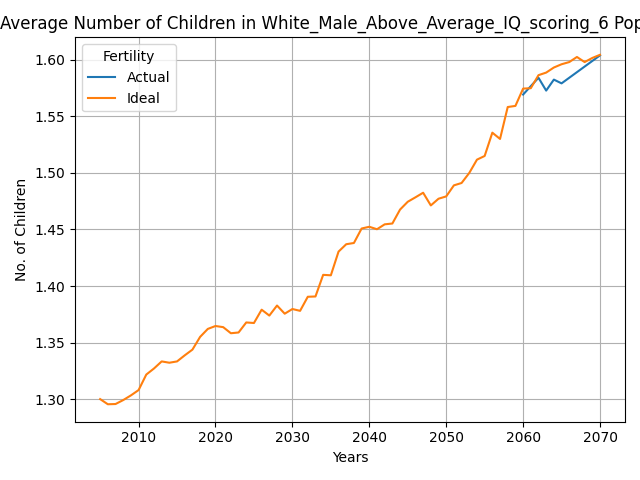 Average Number of Children in White_Male_Above_Average_IQ_scoring_6 Pop
Fertility
Actual
Ideal
1.60
1.55
1.50
1.45
1.40
1.35
1.30
No. of Children
2010 2020 2030 2040 2050 2060 2070
Years